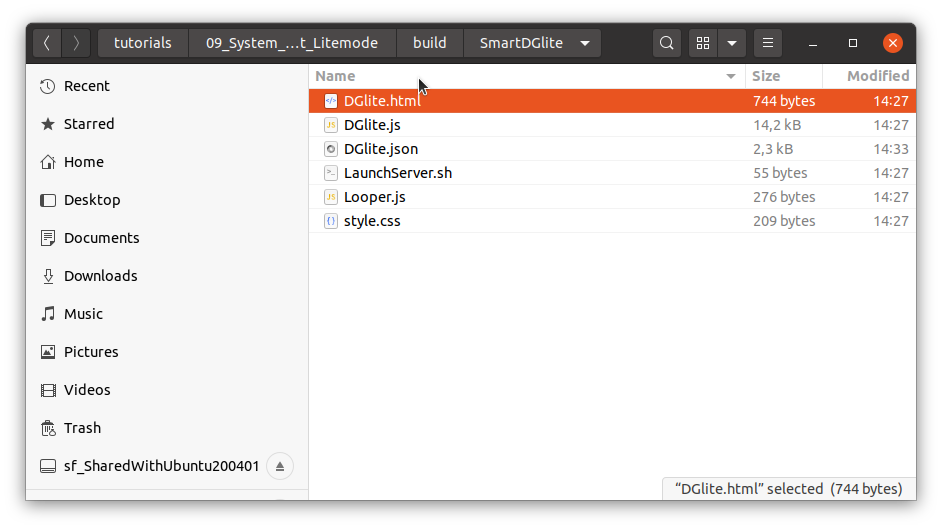 tutorials 09_System_...t_Litemode build SmartDGlite
Name Size Modified
Recent
Starred
Home
Desktop
Documents
Downloads
Music
Pictures
Videos
Trash
sf_SharedWithUbuntu200401
DGlite.html 744 bytes 14:27
DGlite.js 14,2 kB 14:27
DGlite.json 2,3 kB 14:33
LaunchServer.sh 55 bytes 14:27
Looper.js 276 bytes 14:27
style.css 209 bytes 14:27
“DGlite.html” selected (744 bytes)